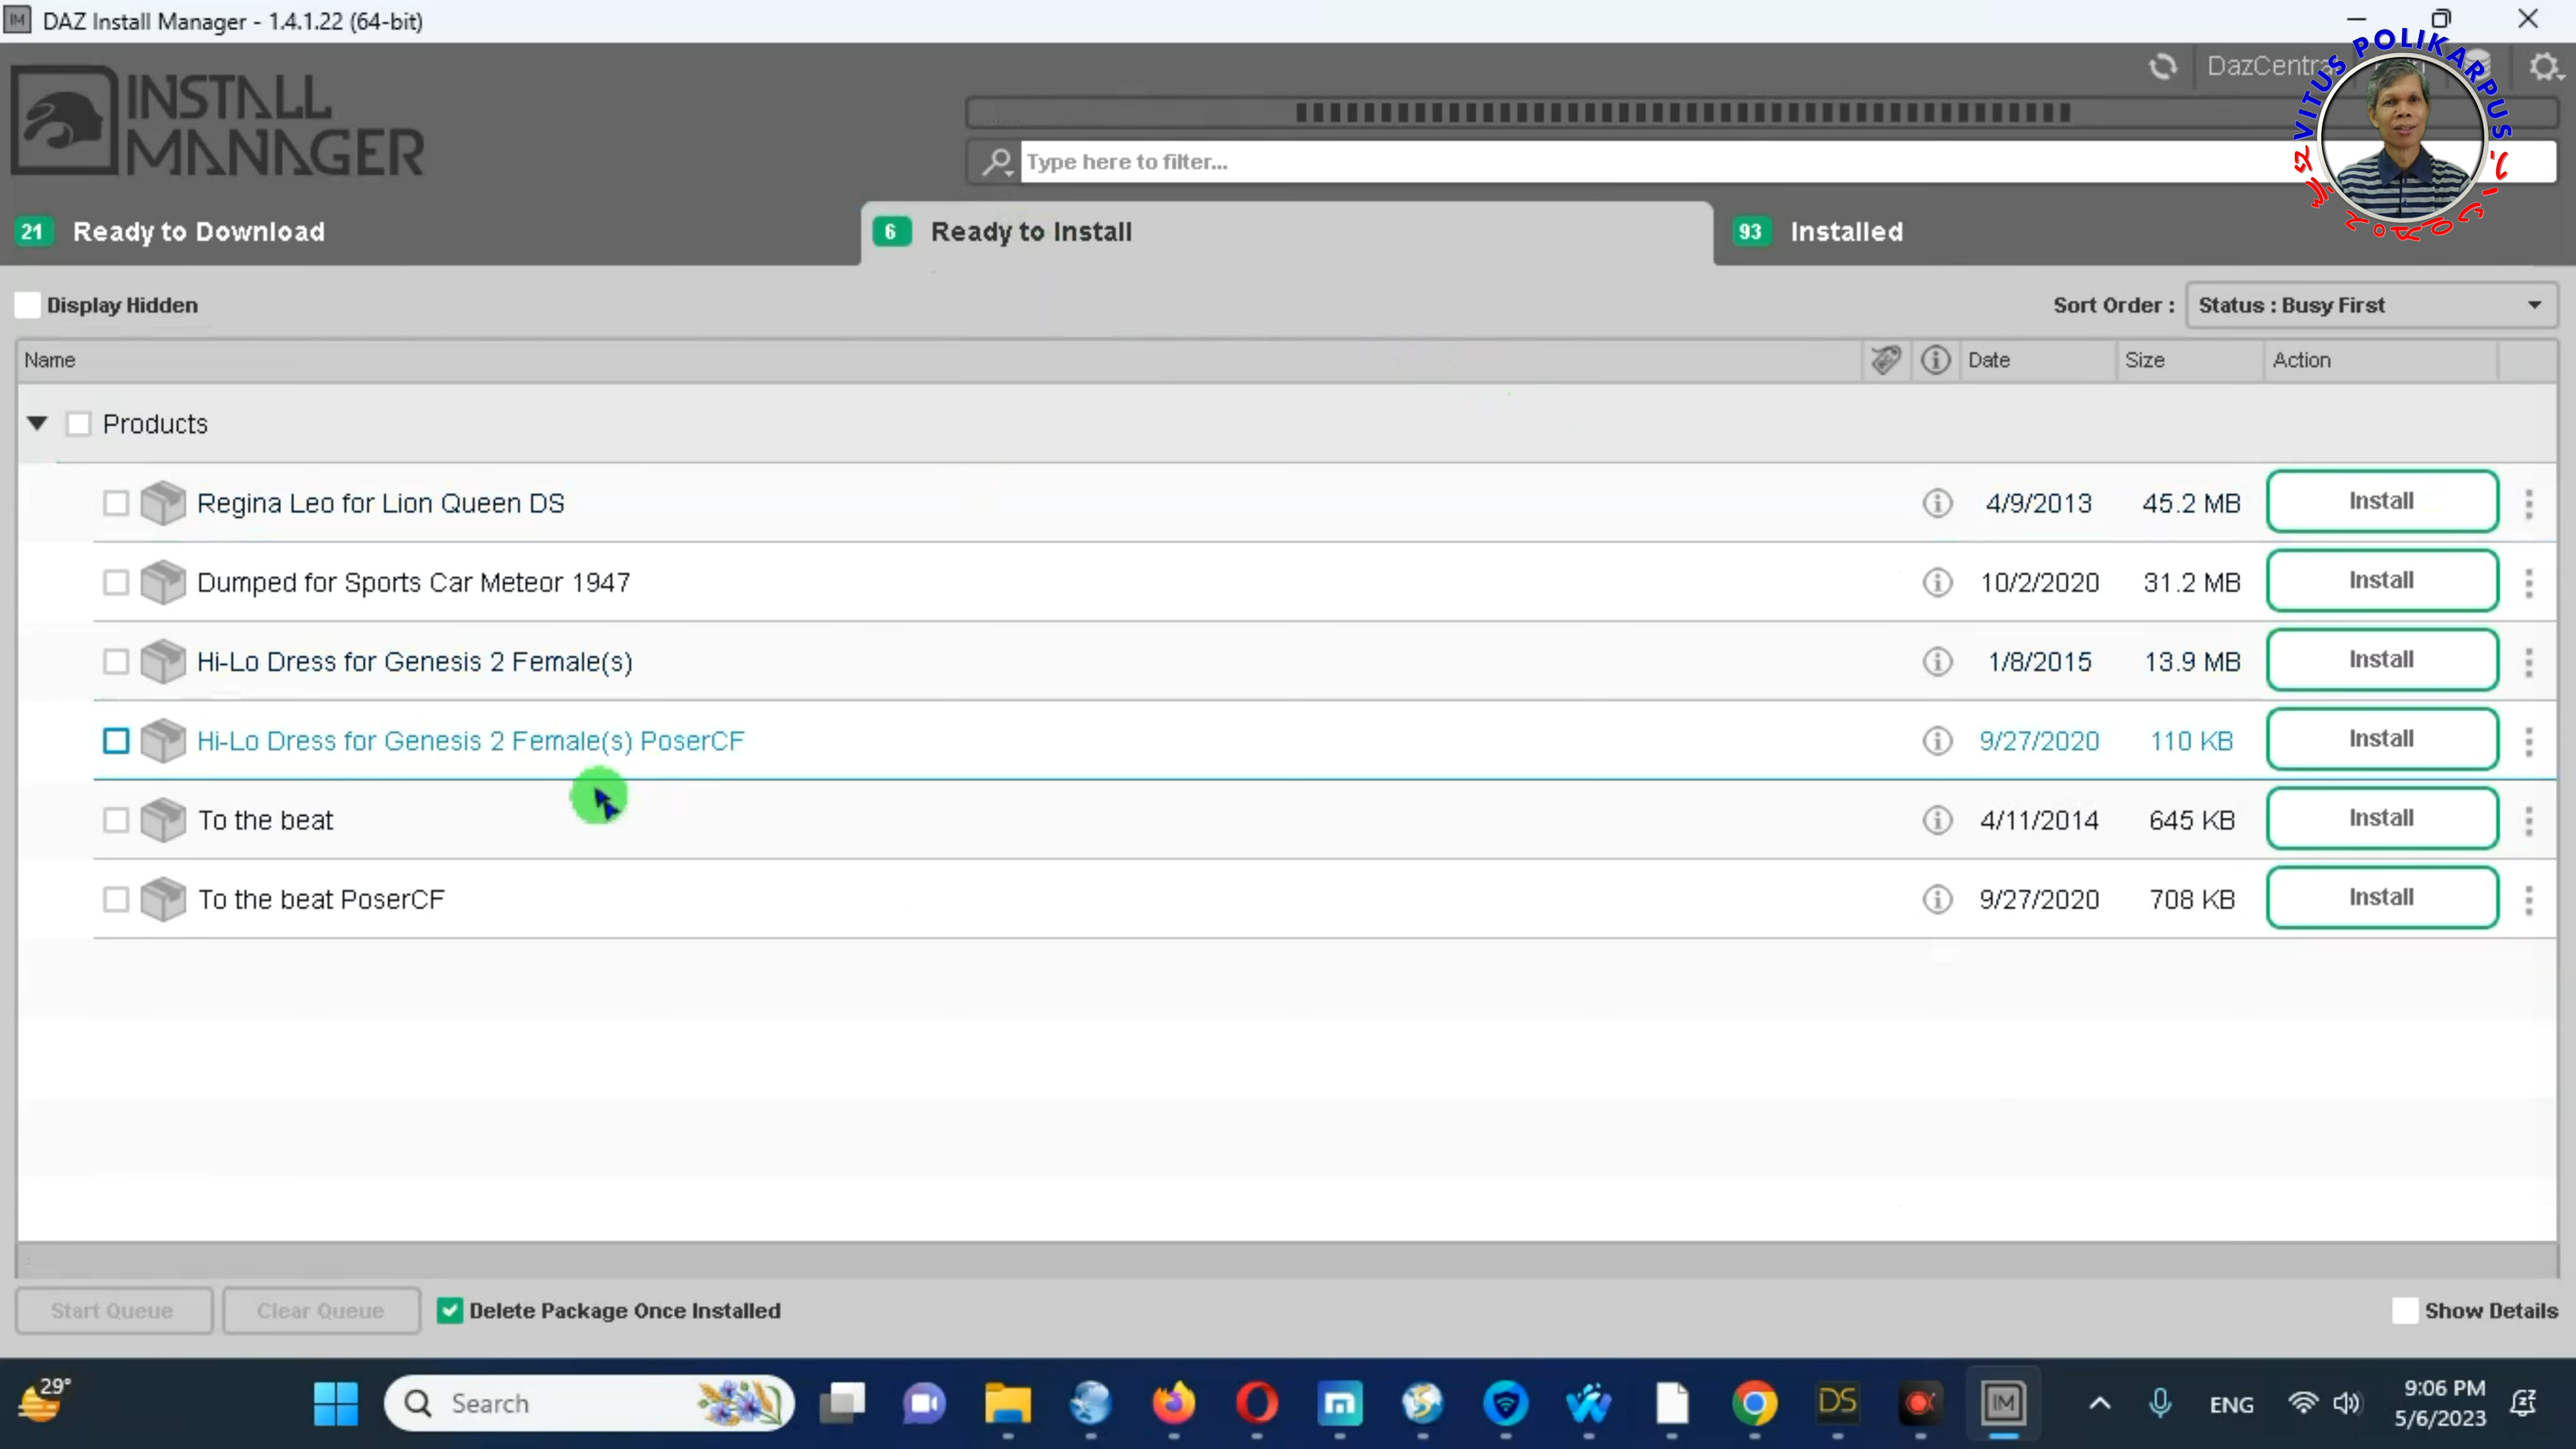 DAZ Install Manager - 1.4.1.22 (64-bit)
INSTALL
MANAGER
VITUS POLIKARPUS
Type here to filter...
21 Ready to Download
6 Ready to Install
93 Installed
Display Hidden
Sort Order : Status : Busy First
Name Date Size Action
Products
Regina Leo for Lion Queen DS 4/9/2013 45.2 MB Install
Dumped for Sports Car Meteor 1947 10/2/2020 31.2 MB Install
Hi-Lo Dress for Genesis 2 Female(s) 1/8/2015 13.9 MB Install
Hi-Lo Dress for Genesis 2 Female(s) PoserCF 9/27/2020 110 KB Install
To the beat 4/11/2014 645 KB Install
To the beat PoserCF 9/27/2020 708 KB Install
Start Queue Clear Queue Delete Package Once Installed Show Details
29° Search DS IM ENG 9:06 PM
5/6/2023